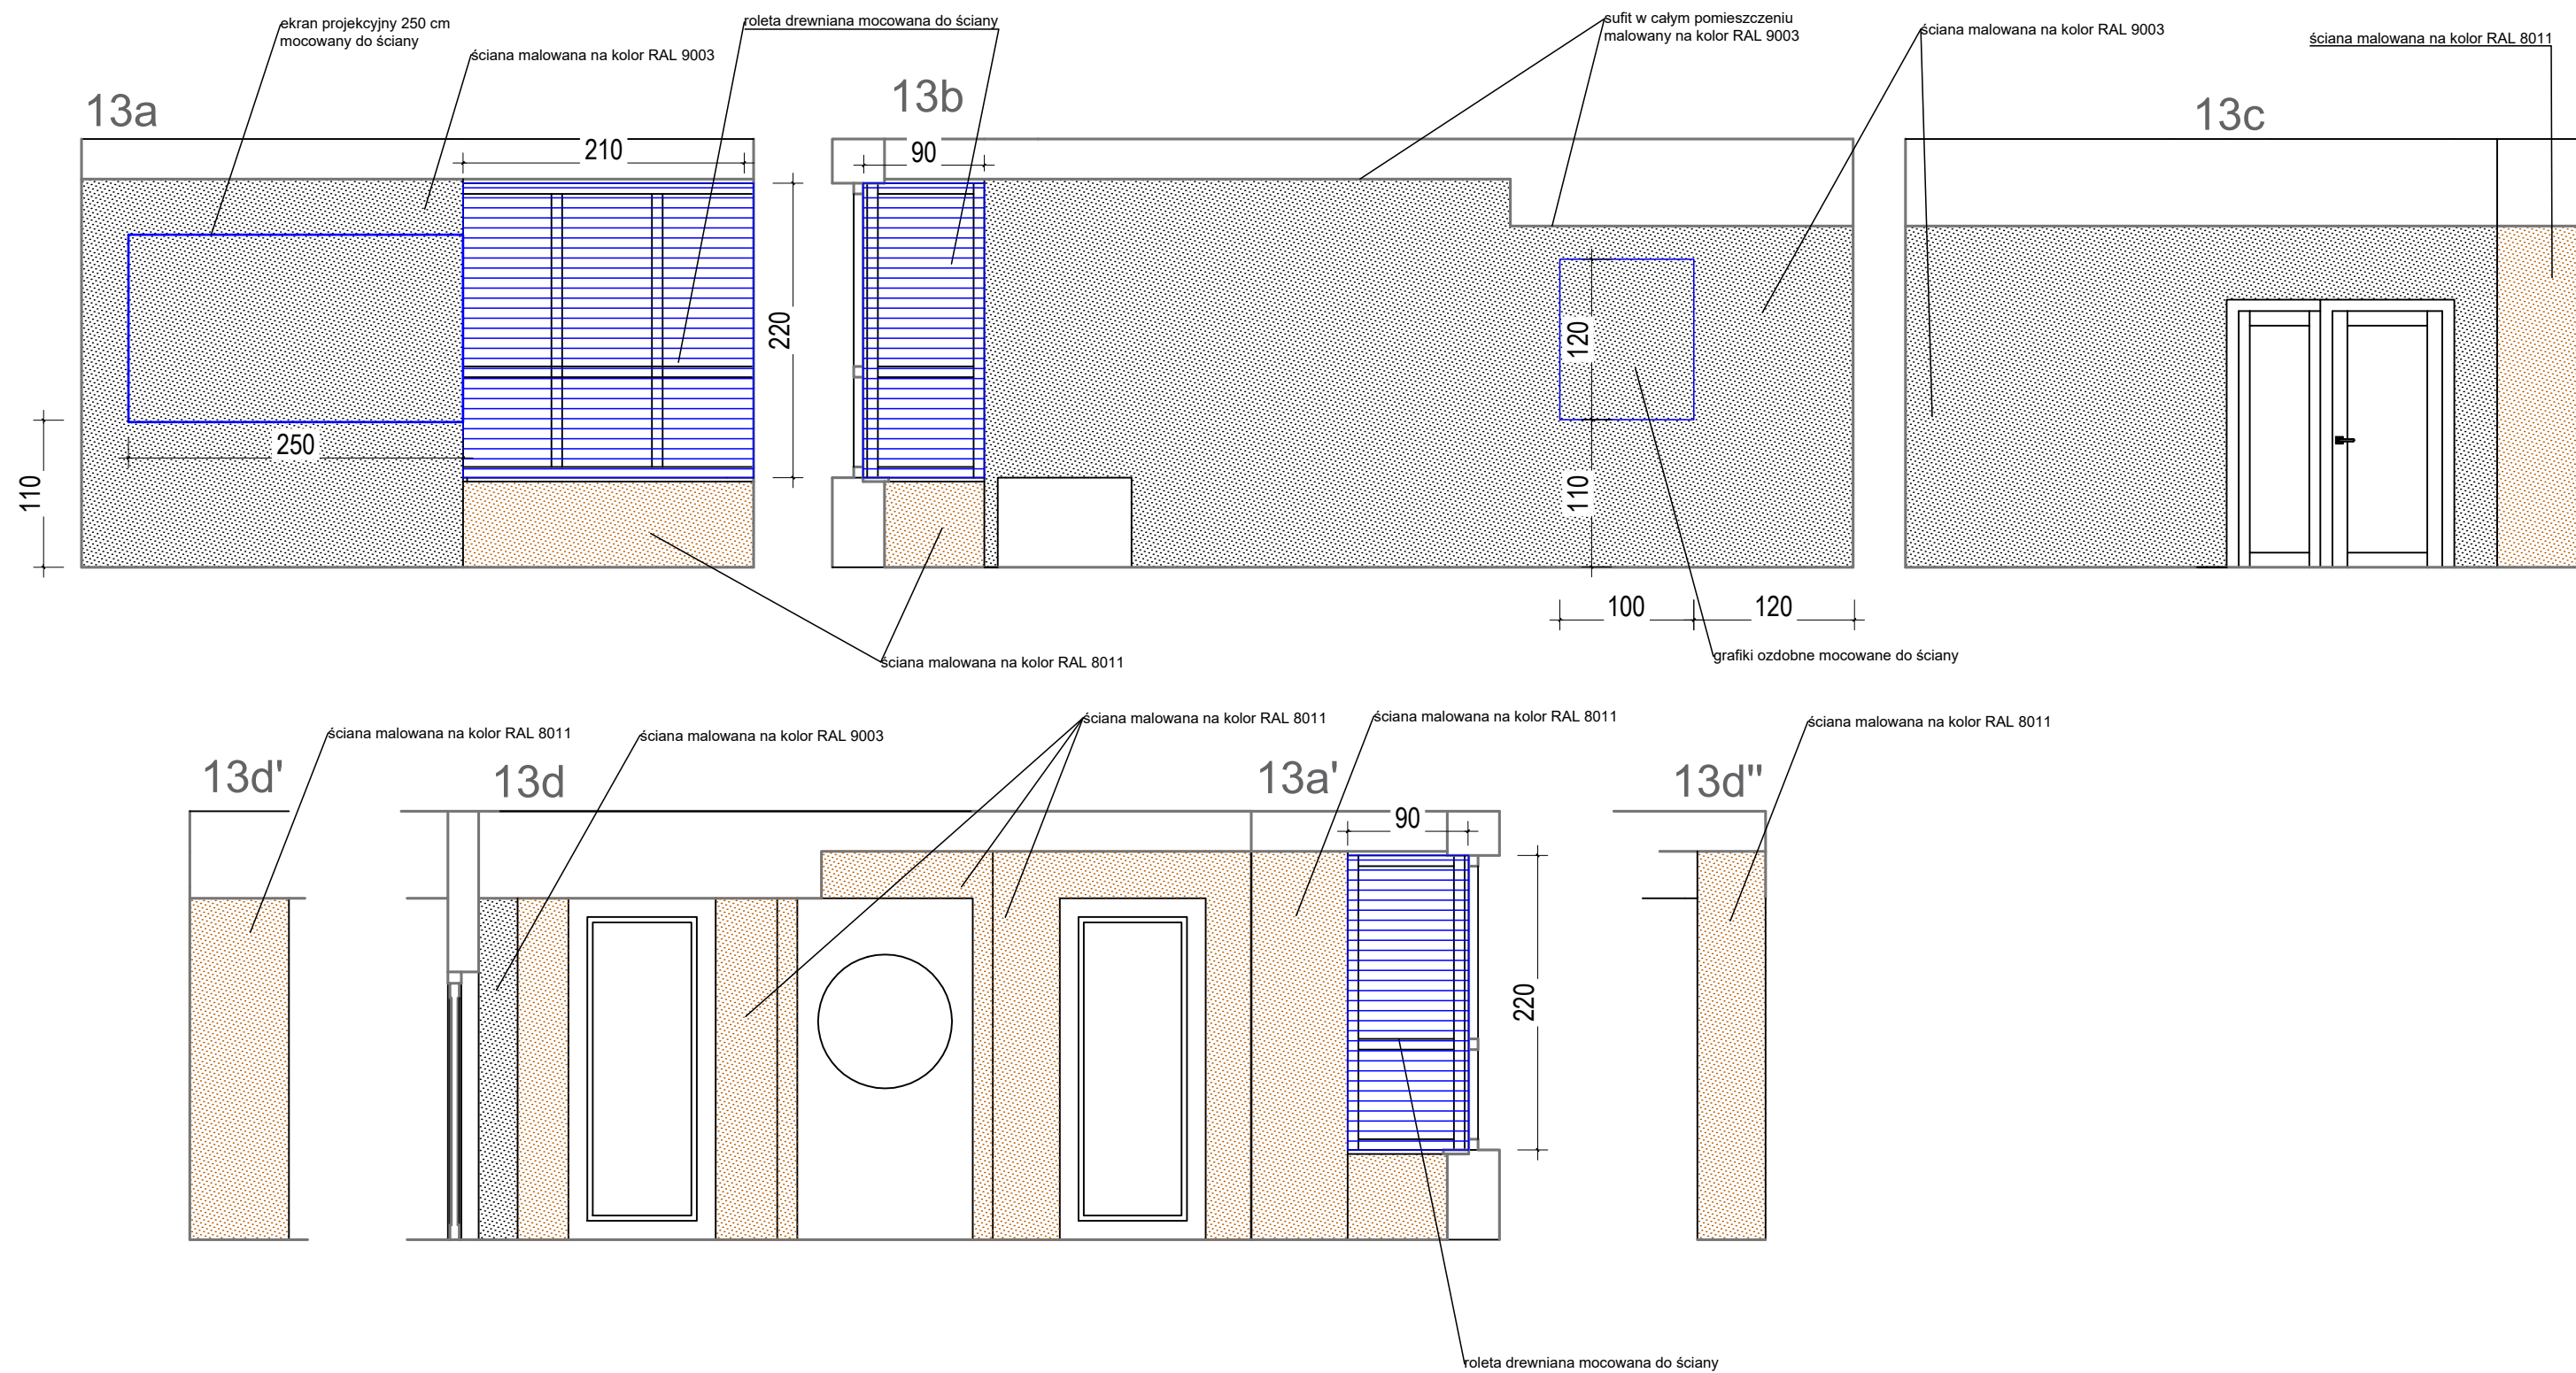 ekran projekcyjny 250 cm
mocowany do ściany
ściana malowana na kolor RAL 9003
roleta drewniana mocowana do ściany
sufit w całym pomieszczeniu
malowany na kolor RAL 9003
ściana malowana na kolor RAL 9003
ściana malowana na kolor RAL 8011
13a
13b
13c
210
90
220
120
250
110
110
100
120
ściana malowana na kolor RAL 8011
grafiki ozdobne mocowane do ściany
ściana malowana na kolor RAL 8011
ściana malowana na kolor RAL 9003
ściana malowana na kolor RAL 8011
ściana malowana na kolor RAL 8011
ściana malowana na kolor RAL 8011
13d'
13d
13a'
13d"
90
220
roleta drewniana mocowana do ściany